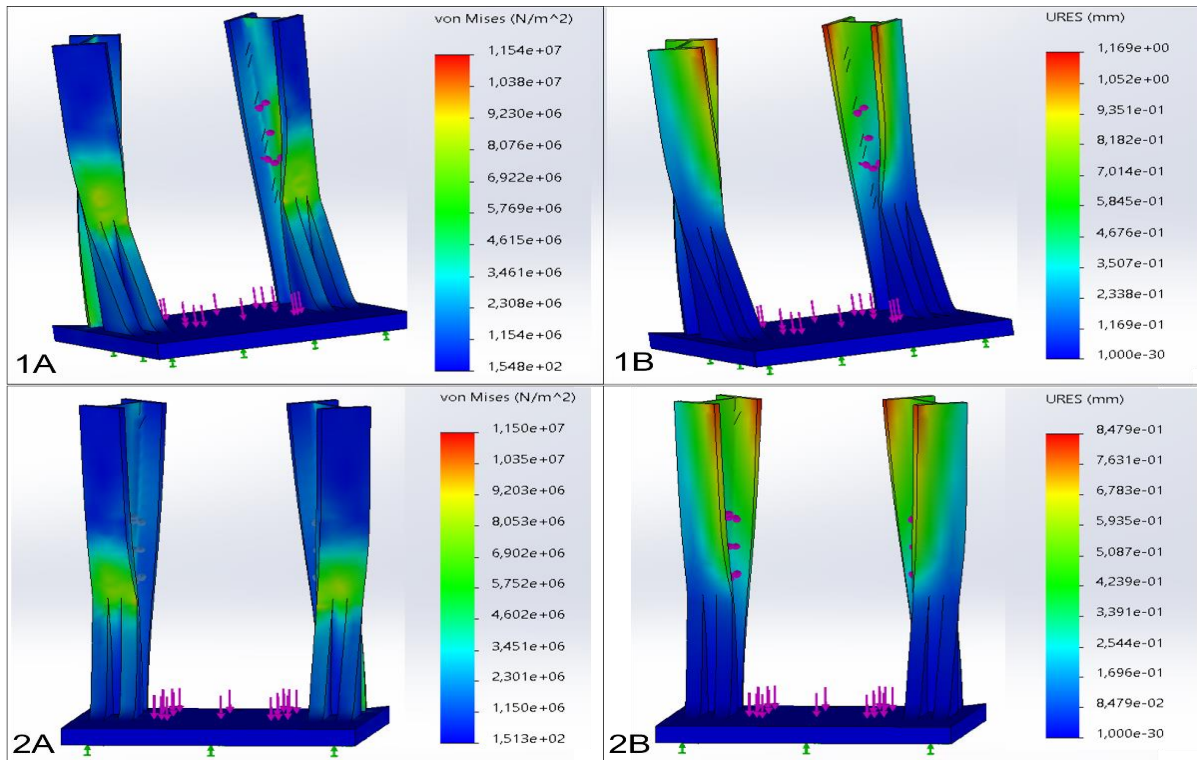 von Mises (N/m^2)
1,154e+07
1,038e+07
9,230e+06
8,076e+06
6,922e+06
5,769e+06
4,615e+06
3,461e+06
2,308e+06
1,154e+06
1,548e+02
1A
URES (mm)
1,169e+00
1,052e+00
9,351e-01
8,182e-01
7,014e-01
5,845e-01
4,676e-01
3,507e-01
2,338e-01
1,169e-01
1,000e-30
1B
von Mises (N/m^2)
1,150e+07
1,035e+07
9,203e+06
8,053e+06
6,902e+06
5,752e+06
4,602e+06
3,451e+06
2,301e+06
1,150e+06
1,513e+02
2A
URES (mm)
8,479e-01
7,631e-01
6,783e-01
5,935e-01
5,087e-01
4,239e-01
3,391e-01
2,544e-01
1,696e-01
8,479e-02
1,000e-30
2B